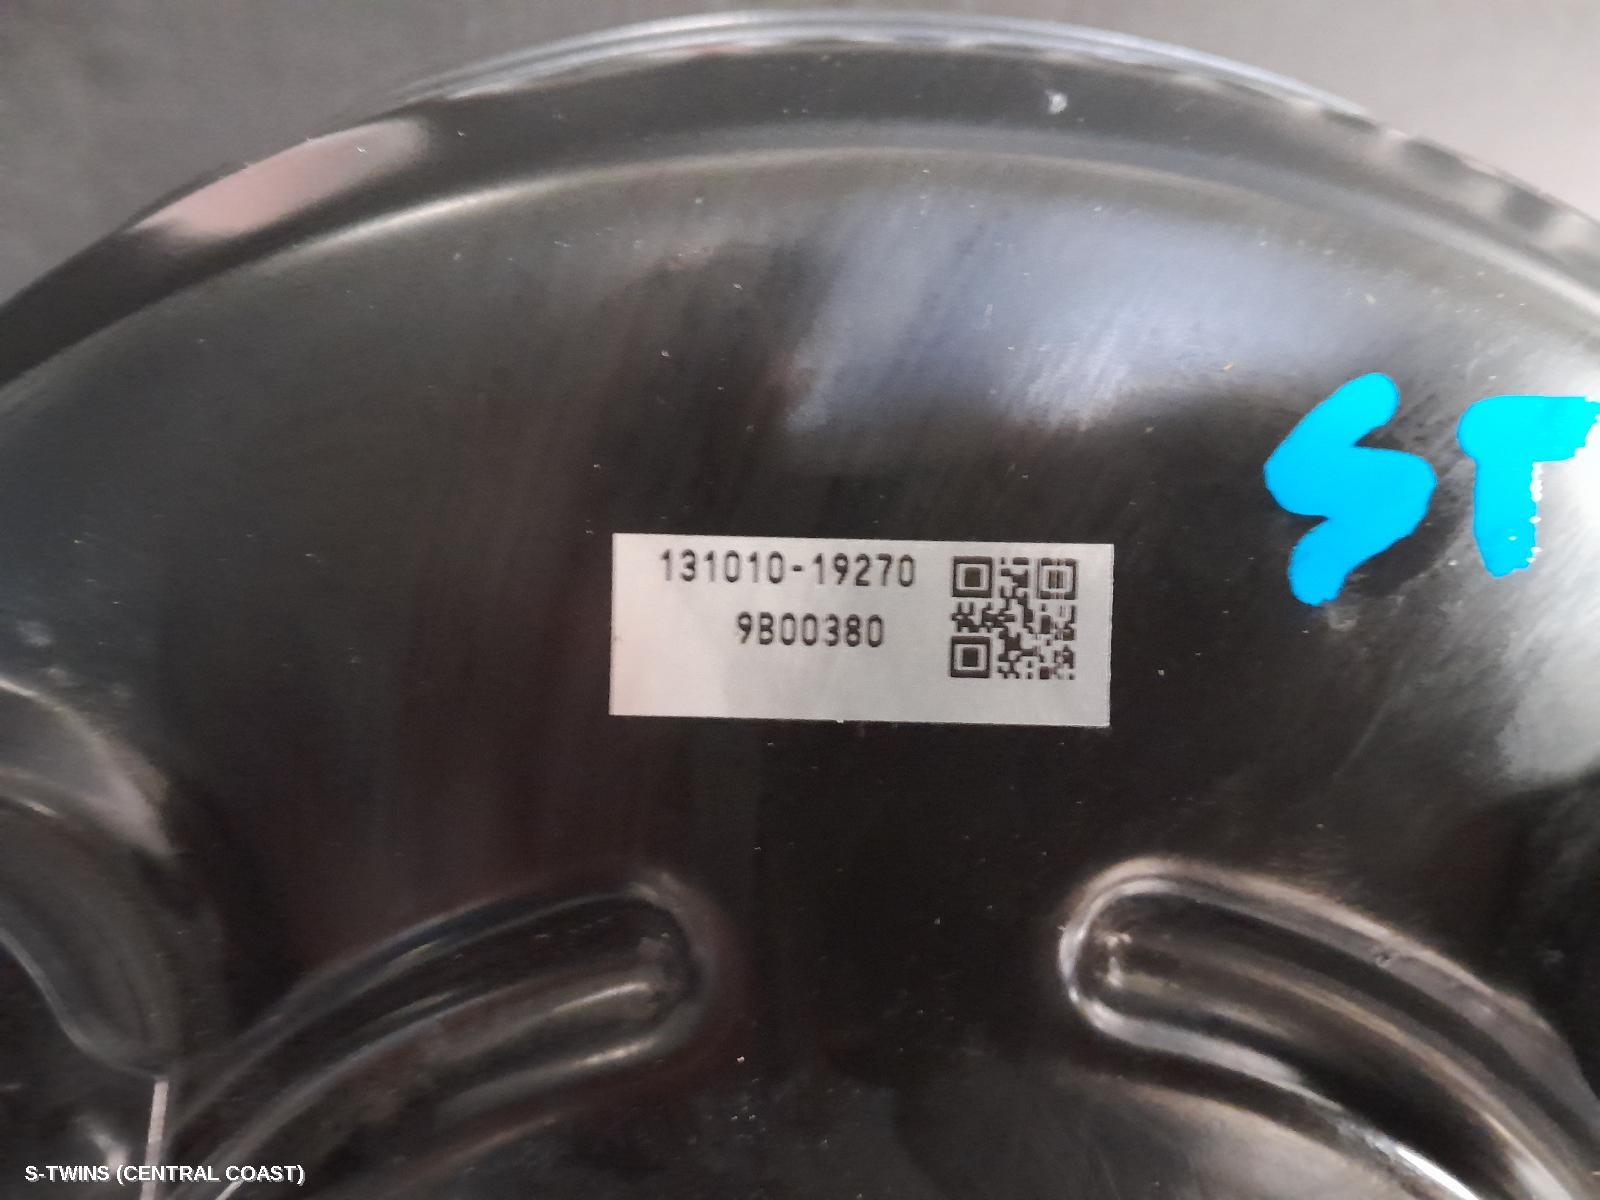 ST
131010-19270
9B00380
S-TWINS (CENTRAL COAST)